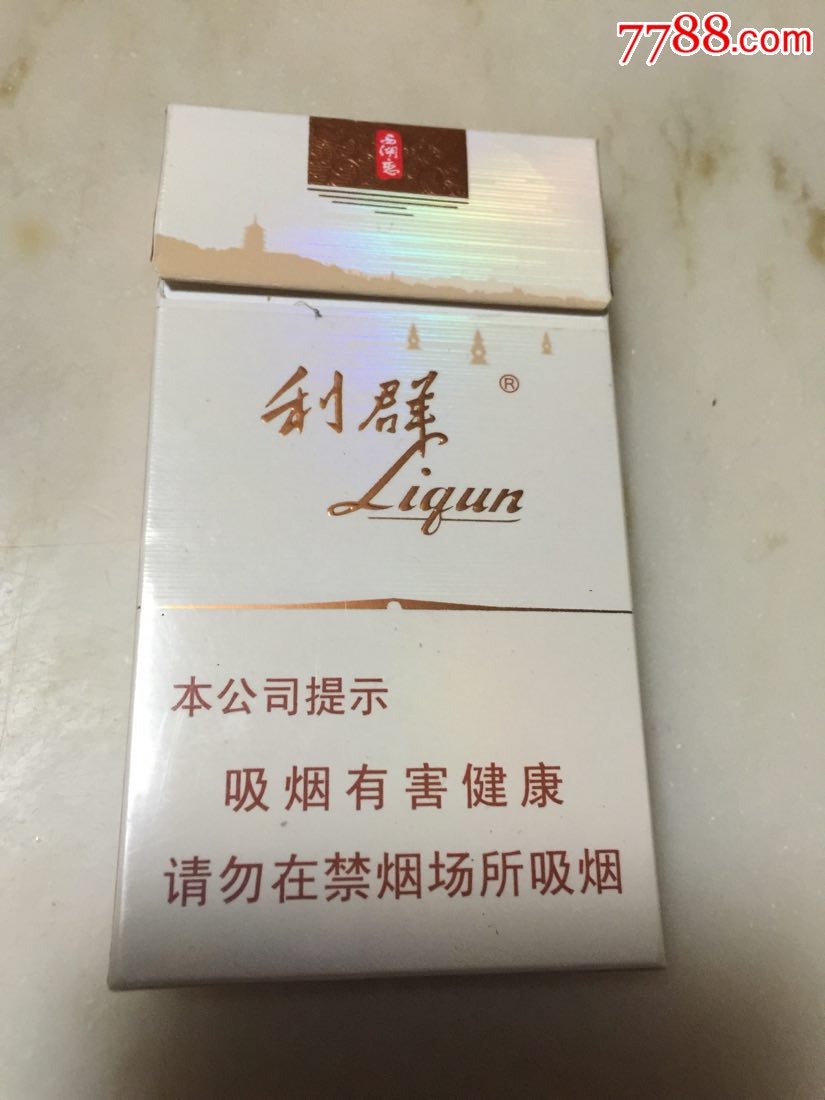 7788.com
西湖·恋
利群
®
Liqun
本公司提示
吸烟有害健康
请勿在禁烟场所吸烟